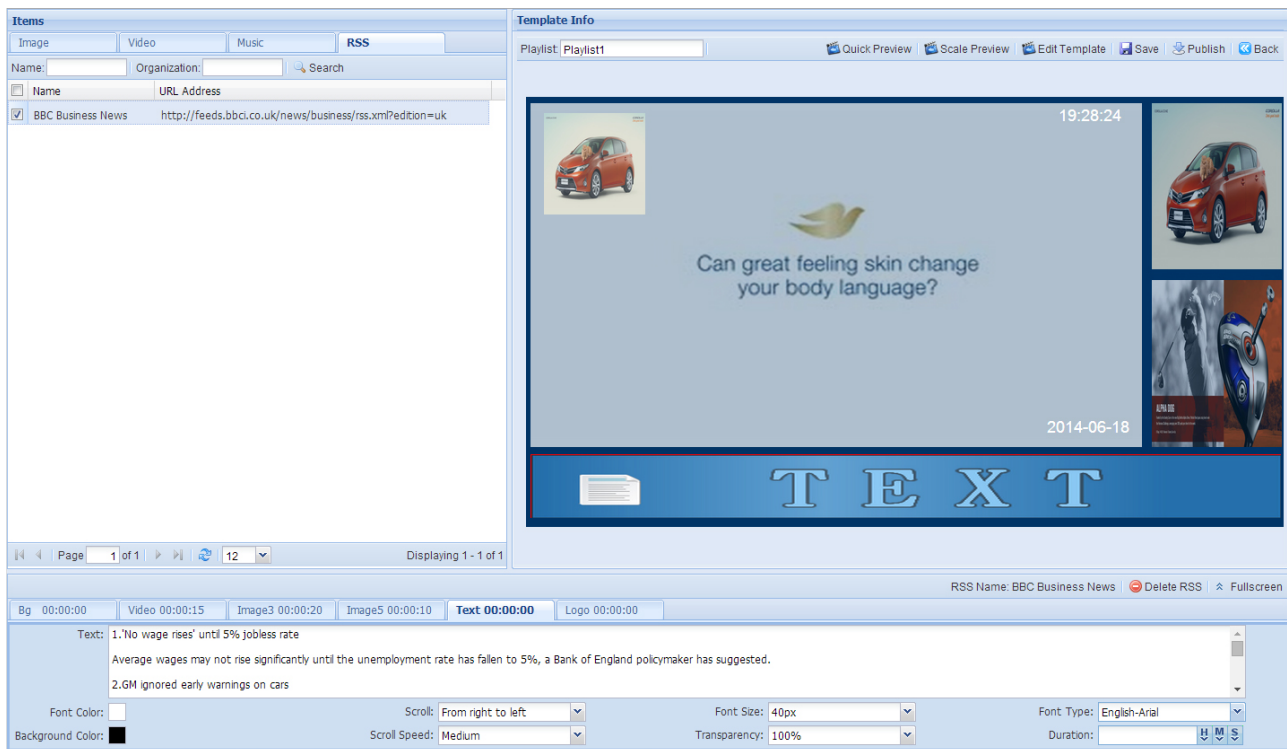 Items
Image Video Music RSS
Name: Organization: Search
Name URL Address
BBC Business News http://feeds.bbci.co.uk/news/business/rss.xml?edition=uk
Page 1 of 1 12 Displaying 1 - 1 of 1
Template Info
Playlist: Playlist1 Quick Preview Scale Preview Edit Template Save Publish Back
19:28:24
Can great feeling skin change
your body language?
2014-06-18
ALPHA DOG
TEXT
RSS Name: BBC Business News Delete RSS Fullscreen
Bg 00:00:00 Video 00:00:15 Image3 00:00:20 Image5 00:00:10 Text 00:00:00 Logo 00:00:00
Text: 1.'No wage rises' until 5% jobless rate
Average wages may not rise significantly until the unemployment rate has fallen to 5%, a Bank of England policymaker has suggested.
2.GM ignored early warnings on cars
Font Color: Scroll: From right to left Font Size: 40px Font Type: English-Arial
Background Color: Scroll Speed: Medium Transparency: 100% Duration: H M S